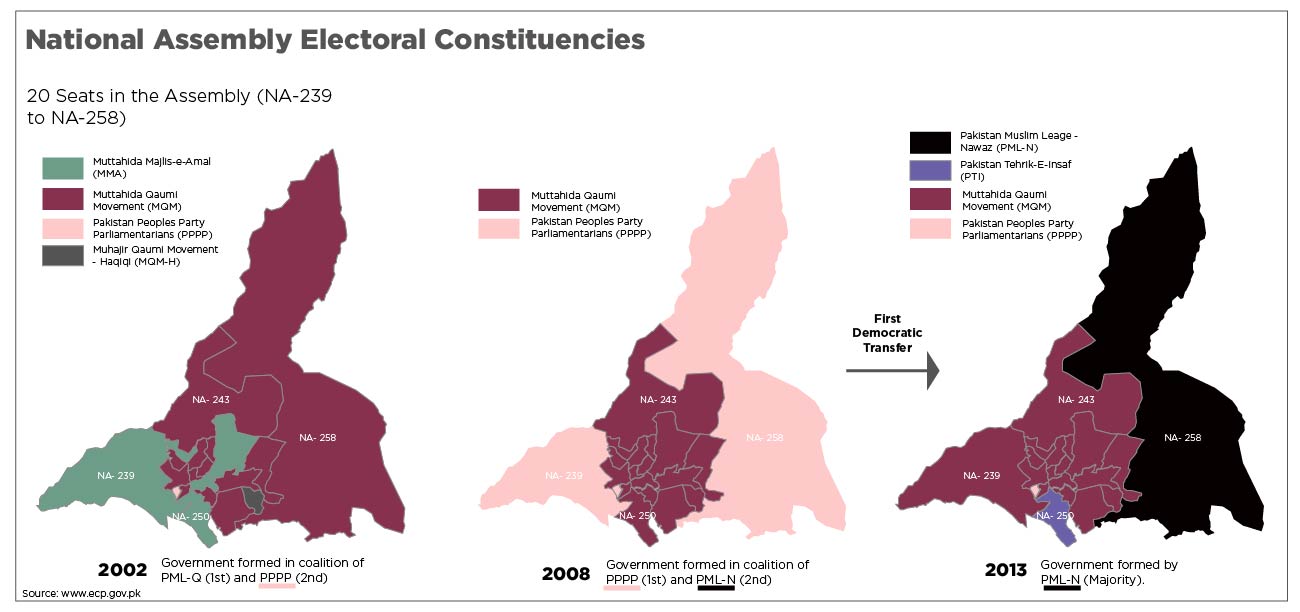 National Assembly Electoral Constituencies
20 Seats in the Assembly (NA-239
to NA-258)
Muttahida Majlis-e-Amal
(MMA)
Muttahida Qaumi
Movement (MQM)
Pakistan Peoples Party
Parliamentarians (PPPP)
Muhajir Qaumi Movement
- Haqiqi (MQM-H)
NA- 243
NA- 258
NA- 239
NA- 250
2002
Government formed in coalition of
PML-Q (1st) and PPPP (2nd)
Muttahida Qaumi
Movement (MQM)
Pakistan Peoples Party
Parliamentarians (PPPP)
NA- 243
NA- 258
NA- 239
NA- 250
2008
Government formed in coalition of
PPPP (1st) and PML-N (2nd)
First
Democratic
Transfer
Pakistan Muslim Leage -
Nawaz (PML-N)
Pakistan Tehrik-E-Insaf
(PTI)
Muttahida Qaumi
Movement (MQM)
Pakistan Peoples Party
Parliamentarians (PPPP)
NA- 243
NA- 258
NA- 239
NA- 250
2013
Government formed by
PML-N (Majority).
Source: www.ecp.gov.pk